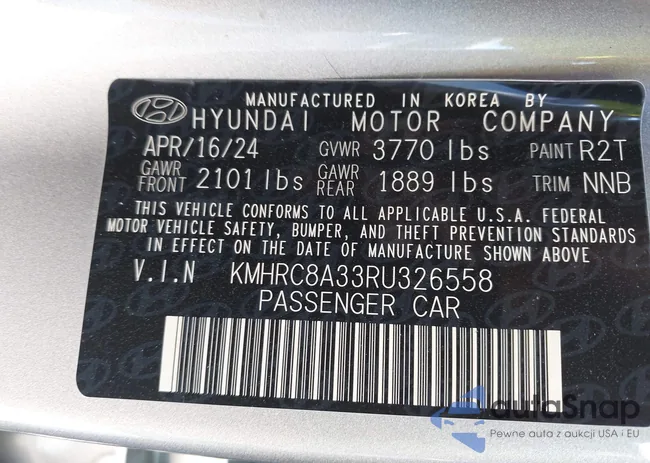 MANUFACTURED IN KOREA BY
HYUNDAI MOTOR COMPANY
APR/16/24 GVWR 3770 lbs PAINT R2T
GAWR FRONT 2101 lbs GAWR REAR 1889 lbs TRIM NNB
THIS VEHICLE CONFORMS TO ALL APPLICABLE U.S.A. FEDERAL
MOTOR VEHICLE SAFETY, BUMPER, AND THEFT PREVENTION STANDARDS
IN EFFECT ON THE DATE OF MANUFACTURE SHOWN ABOVE
V.I.N KMHRC8A33RU326558
PASSENGER CAR
autaSnap
Pewne auta z aukcji USA i EU